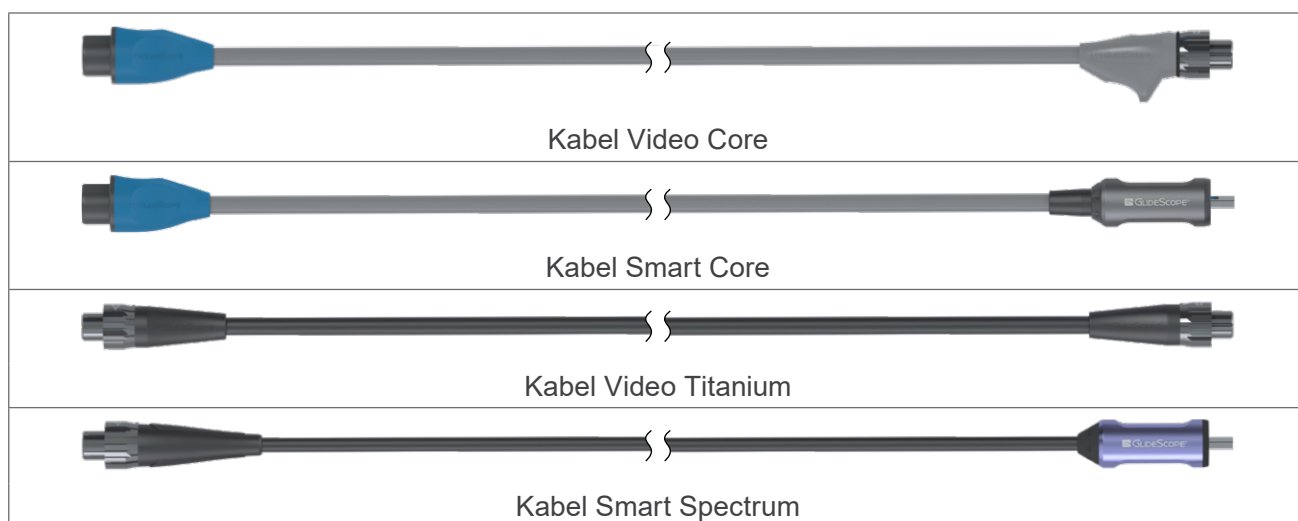 Kabel Video Core
GLIDESCOPE
Kabel Smart Core
Kabel Video Titanium
GLIDESCOPE
Kabel Smart Spectrum